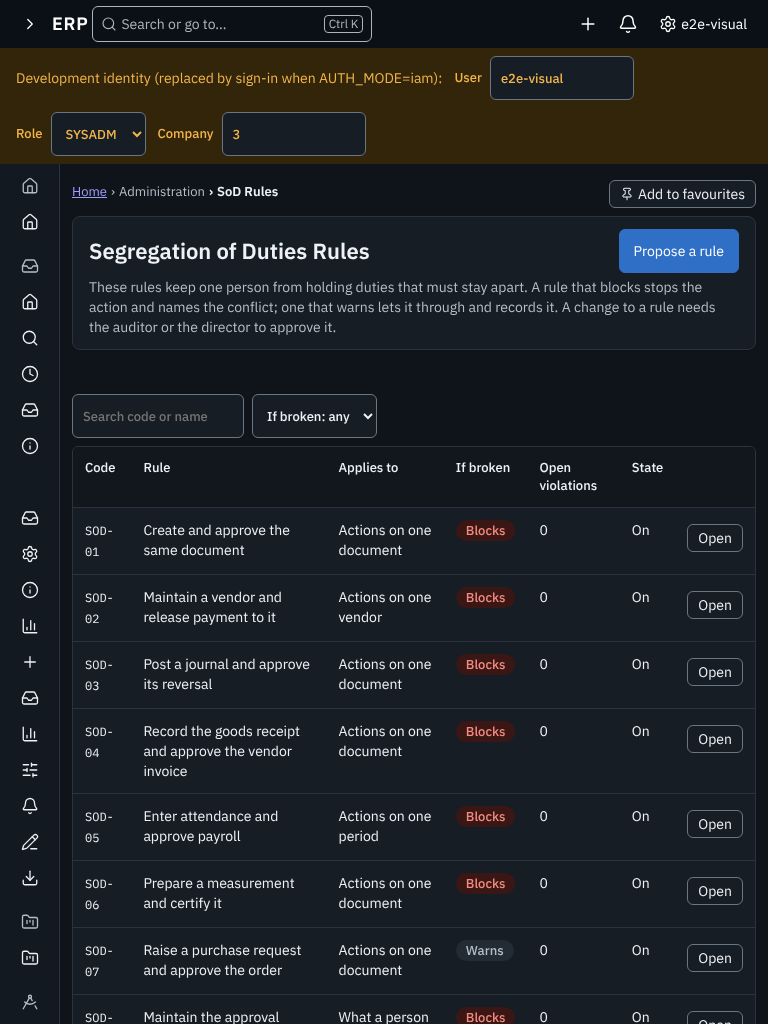 ERP
Search or go to...
Ctrl K
e2e-visual
Development identity (replaced by sign-in when AUTH_MODE=iam):
User
e2e-visual
Role
SYSADM
Company
3
Home › Administration › SoD Rules
Add to favourites
Segregation of Duties Rules
Propose a rule
These rules keep one person from holding duties that must stay apart. A rule that blocks stops the
action and names the conflict; one that warns lets it through and records it. A change to a rule needs
the auditor or the director to approve it.
Search code or name
If broken: any
Code
Rule
Applies to
If broken
Open
violations
State
SOD-
01
Create and approve the
same document
Actions on one
document
Blocks
0
On
Open
SOD-
02
Maintain a vendor and
release payment to it
Actions on one
vendor
Blocks
0
On
Open
SOD-
03
Post a journal and approve
its reversal
Actions on one
document
Blocks
0
On
Open
SOD-
04
Record the goods receipt
and approve the vendor
invoice
Actions on one
document
Blocks
0
On
Open
SOD-
05
Enter attendance and
approve payroll
Actions on one
period
Blocks
0
On
Open
SOD-
06
Prepare a measurement
and certify it
Actions on one
document
Blocks
0
On
Open
SOD-
07
Raise a purchase request
and approve the order
Actions on one
document
Warns
0
On
Open
SOD-
Maintain the approval
What a person
Blocks
0
On
Open